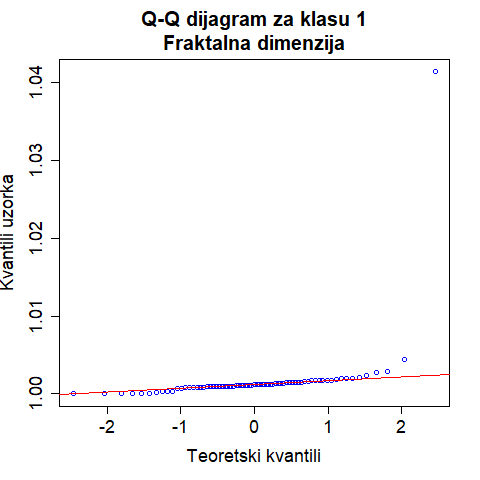 Q-Q dijagram za klasu 1
Fraktalna dimenzija
Kvantili uzorka
1.04
1.03
1.02
1.01
1.00
-2 -1 0 1 2
Teoretski kvantili